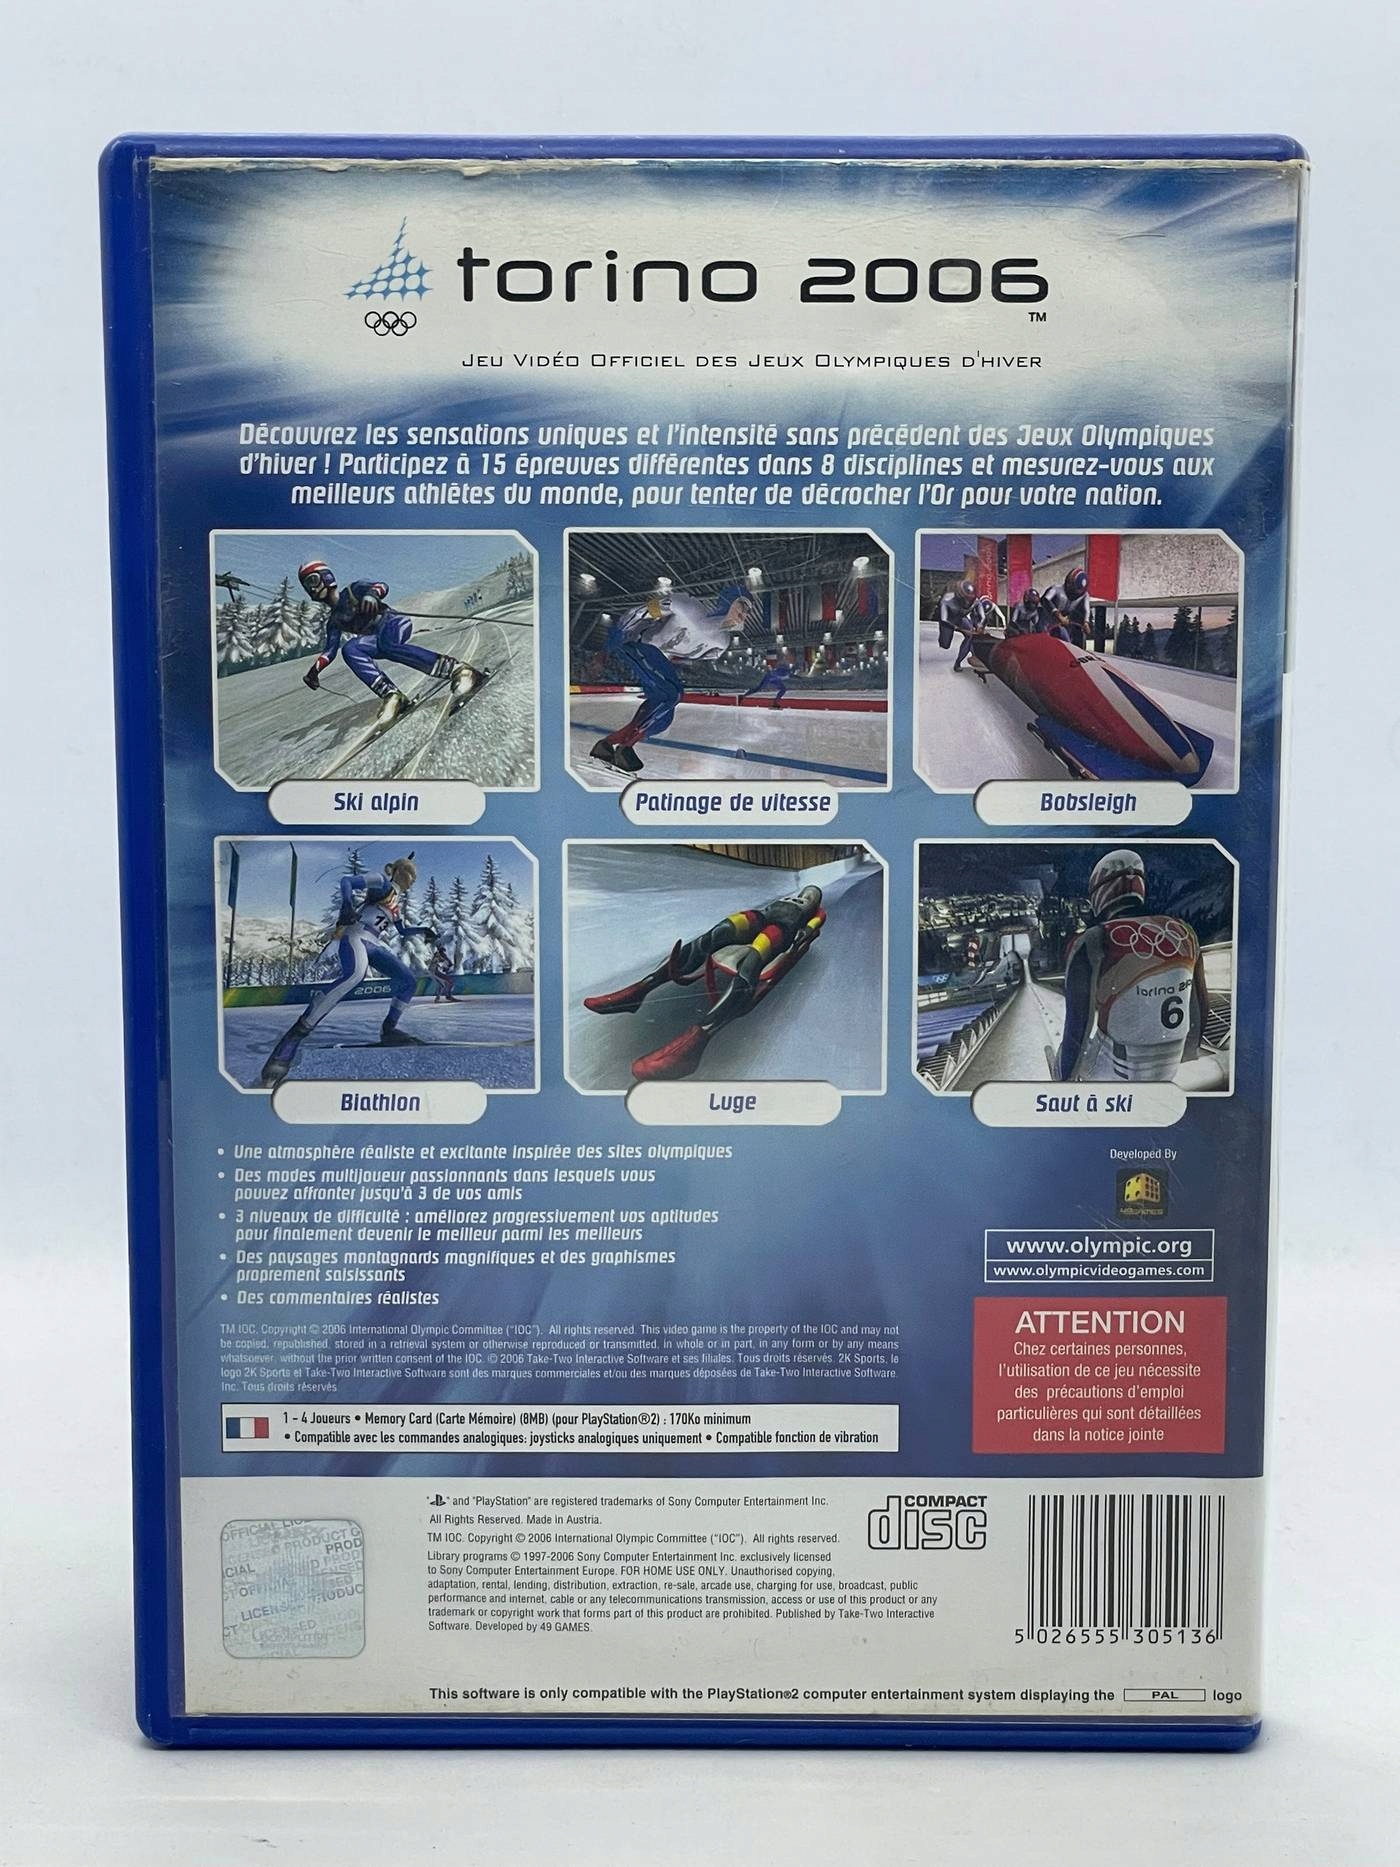 torino 2006
TM
Jeu Vidéo Officiel des Jeux Olympiques d'hiver
Découvrez les sensations uniques et l'intensité sans précédent des Jeux Olympiques
d'hiver ! Participez à 15 épreuves différentes dans 8 disciplines et mesurez-vous aux
meilleurs athlètes du monde, pour tenter de décrocher l'Or pour votre nation.
Ski alpin
Patinage de vitesse
Bobsleigh
2006
torino
6
Biathlon
Luge
Saut à ski
• Une atmosphère réaliste et excitante inspirée des sites olympiques
• Des modes multijoueur passionnants dans lesquels vous
pouvez affronter jusqu'à 3 de vos amis
• 3 niveaux de difficulté : améliorez progressivement vos aptitudes
pour finalement devenir le meilleur parmi les meilleurs
• Des paysages montagnards magnifiques et des graphismes
proprement saisissants
• Des commentaires réalistes
Developed By
49GAMES
www.olympic.org
www.olympicvideogames.com
ATTENTION
Chez certaines personnes,
l'utilisation de ce jeu nécessite
des précautions d'emploi
particulières qui sont détaillées
dans la notice jointe
TM IOC. Copyright © 2006 International Olympic Committee ("IOC"). All rights reserved. This video game is the property of the IOC and may not
be copied, republished, stored in a retrieval system or otherwise reproduced or transmitted, in whole or in part, in any form or by any means
whatsoever, without the prior written consent of the IOC. © 2006 Take-Two Interactive Software et ses filiales. Tous droits réservés. 2K Sports, le
logo 2K Sports et Take-Two Interactive Software sont des marques commerciales et/ou des marques déposées de Take-Two Interactive Software.
Inc. Tous droits réservés.
1 - 4 Joueurs • Memory Card (Carte Mémoire) (8MB) (pour PlayStation®2) : 170Ko minimum
• Compatible avec les commandes analogiques: joysticks analogiques uniquement • Compatible fonction de vibration
" " and "PlayStation" are registered trademarks of Sony Computer Entertainment Inc.
All Rights Reserved. Made in Austria.
TM IOC. Copyright © 2006 International Olympic Committee ("IOC"). All rights reserved.
Library programs © 1997-2006 Sony Computer Entertainment Inc. exclusively licensed
to Sony Computer Entertainment Europe. FOR HOME USE ONLY. Unauthorised copying,
adaptation, rental, lending, distribution, extraction, re-sale, arcade use, charging for use, broadcast, public
performance and internet, cable or any telecommunications transmission, access or use of this product or any
trademark or copyright work that forms part of this product are prohibited. Published by Take-Two Interactive
Software. Developed by 49 GAMES.
COMPACT
disc
5 026555 305136
This software is only compatible with the PlayStation®2 computer entertainment system displaying the PAL logo